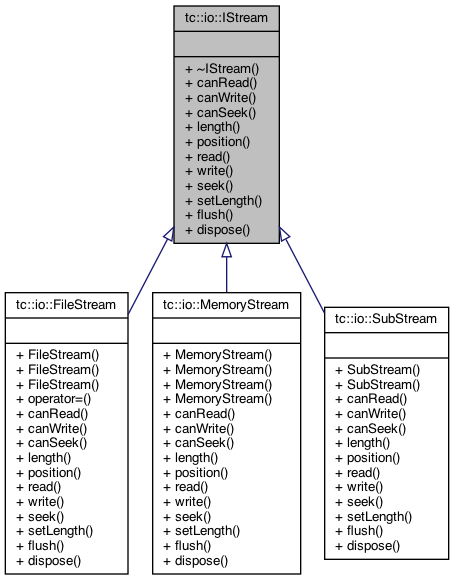 tc::io::IStream
+ ~IStream()
+ canRead()
+ canWrite()
+ canSeek()
+ length()
+ position()
+ read()
+ write()
+ seek()
+ setLength()
+ flush()
+ dispose()
tc::io::FileStream
+ FileStream()
+ FileStream()
+ FileStream()
+ operator=()
+ canRead()
+ canWrite()
+ canSeek()
+ length()
+ position()
+ read()
+ write()
+ seek()
+ setLength()
+ flush()
+ dispose()
tc::io::MemoryStream
+ MemoryStream()
+ MemoryStream()
+ MemoryStream()
+ MemoryStream()
+ canRead()
+ canWrite()
+ canSeek()
+ length()
+ position()
+ read()
+ write()
+ seek()
+ setLength()
+ flush()
+ dispose()
tc::io::SubStream
+ SubStream()
+ SubStream()
+ canRead()
+ canWrite()
+ canSeek()
+ length()
+ position()
+ read()
+ write()
+ seek()
+ setLength()
+ flush()
+ dispose()